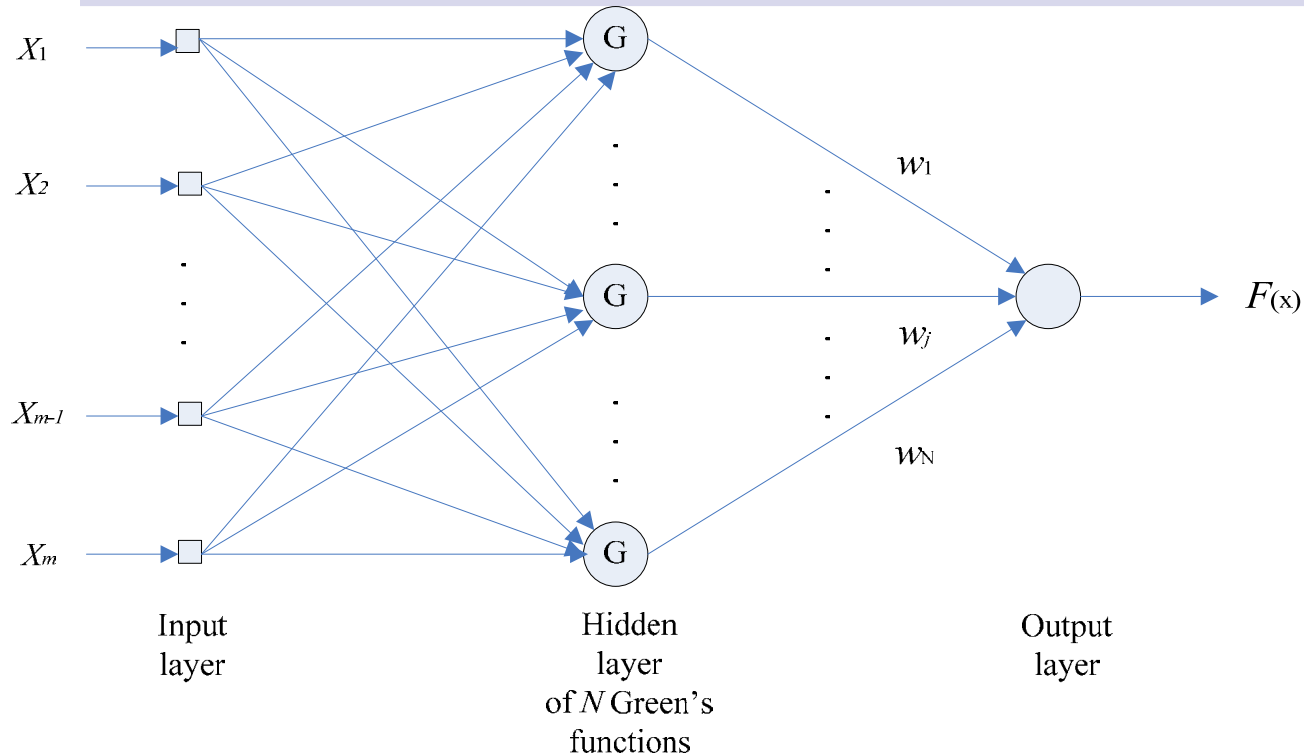 X1
G
w1
X2
G
F(x)
wj
Xm-1
wN
Xm
G
Input
layer
Hidden
layer
of N Green's
functions
Output
layer